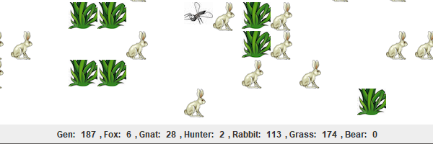 Gen: 187 , Fox: 6 , Gnat: 28 , Hunter: 2 , Rabbit: 113 , Grass: 174 , Bear: 0